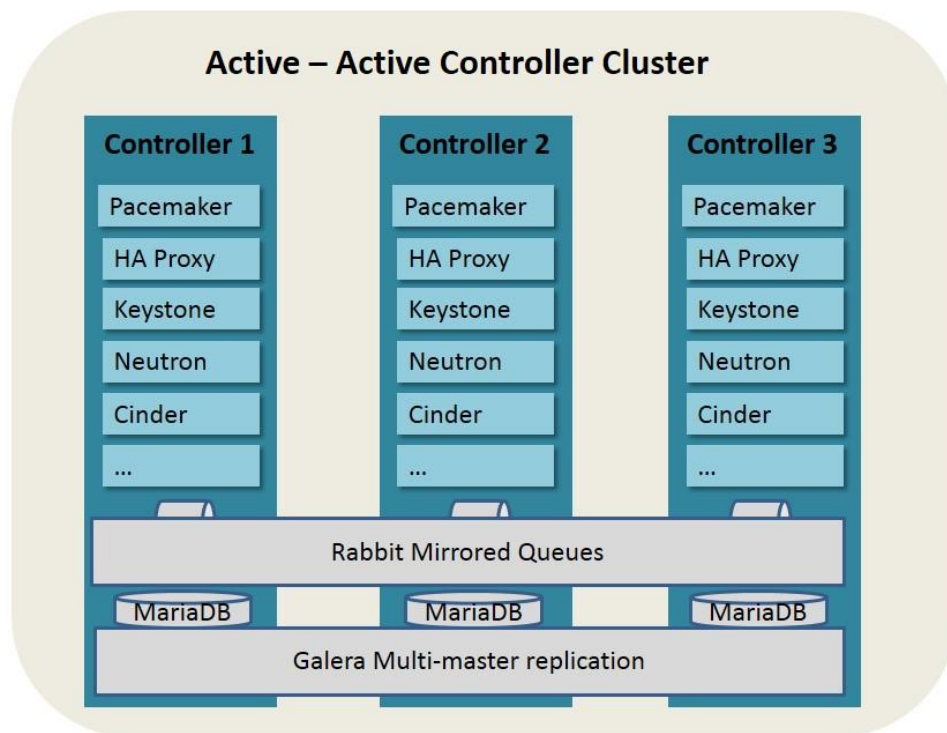 Active – Active Controller Cluster
Controller 1
Pacemaker
HA Proxy
Keystone
Neutron
Cinder
...
Controller 2
Pacemaker
HA Proxy
Keystone
Neutron
Cinder
...
Controller 3
Pacemaker
HA Proxy
Keystone
Neutron
Cinder
...
Rabbit Mirrored Queues
MariaDB
MariaDB
MariaDB
Galera Multi-master replication